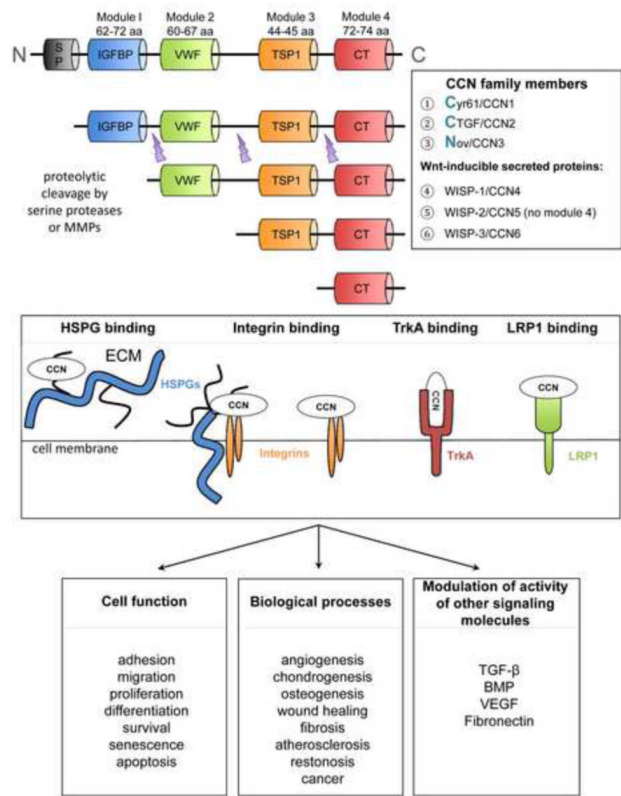 Module I
62-72 aa
Module 2
60-67 aa
Module 3
44-45 aa
Module 4
72-74 aa
N
SP
IGFBP
VWF
TSP1
CT
C
IGFBP
VWF
TSP1
CT
proteolytic
cleavage by
serine proteases
or MMPs
VWF
TSP1
CT
TSP1
CT
CT
CCN family members
① Cyr61/CCN1
② CTGF/CCN2
③ Nov/CCN3
Wnt-inducible secreted proteins:
④ WISP-1/CCN4
⑤ WISP-2/CCN5 (no module 4)
⑥ WISP-3/CCN6
HSPG binding
Integrin binding
TrkA binding
LRP1 binding
CCN
ECM
HSPGs
CCN
CCN
CCN
CCN
cell membrane
Integrins
TrkA
LRP1
Cell function
adhesion
migration
proliferation
differentiation
survival
senescence
apoptosis
Biological processes
angiogenesis
chondrogenesis
osteogenesis
wound healing
fibrosis
atherosclerosis
restonosis
cancer
Modulation of activity
of other signaling
molecules
TGF-β
BMP
VEGF
Fibronectin